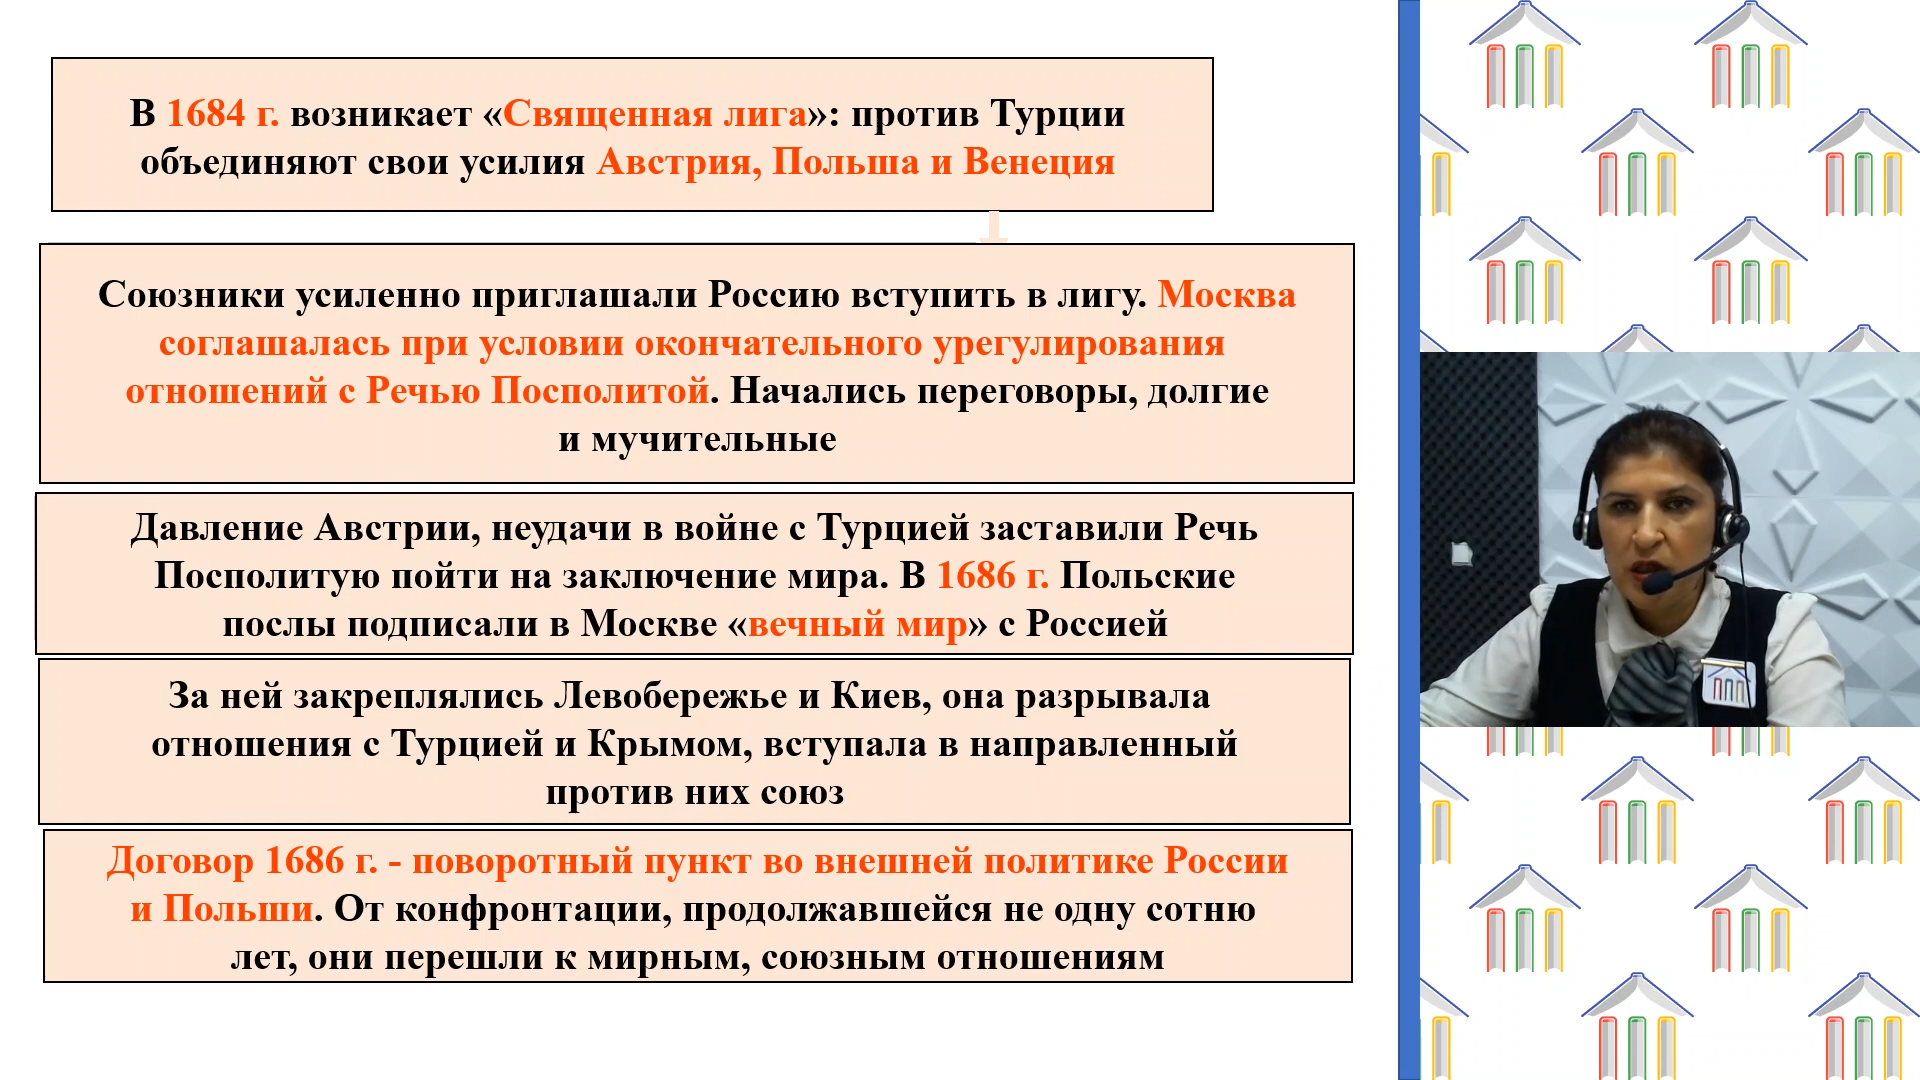 В 1684 г. возникает «Священная лига»: против Турции
объединяют свои усилия Австрия, Польша и Венеция
Союзники усиленно приглашали Россию вступить в лигу. Москва
соглашалась при условии окончательного урегулирования
отношений с Речью Посполитой. Начались переговоры, долгие
и мучительные
Давление Австрии, неудачи в войне с Турцией заставили Речь
Посполитую пойти на заключение мира. В 1686 г. Польские
послы подписали в Москве «вечный мир» с Россией
За ней закреплялись Левобережье и Киев, она разрывала
отношения с Турцией и Крымом, вступала в направленный
против них союз
Договор 1686 г. - поворотный пункт во внешней политике России
и Польши. От конфронтации, продолжавшейся не одну сотню
лет, они перешли к мирным, союзным отношениям